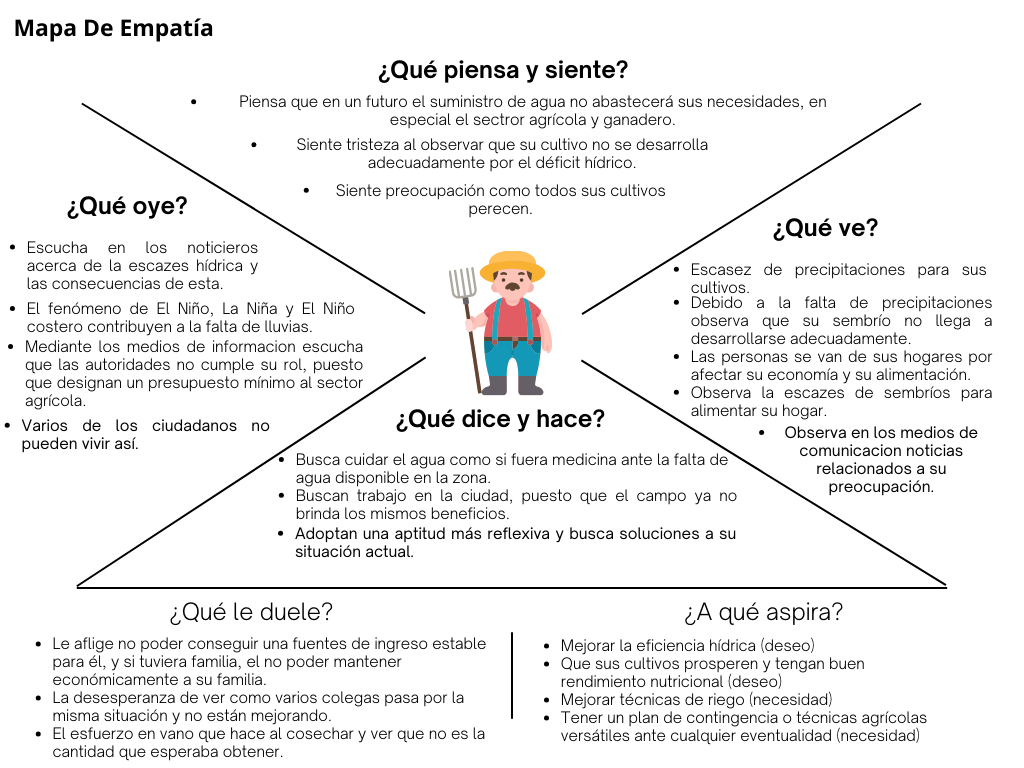 Mapa De Empatía
¿Qué piensa y siente?
• Piensa que en un futuro el suministro de agua no abastecerá sus necesidades, en
especial el sectror agrícola y ganadero.
• Siente tristeza al observar que su cultivo no se desarrolla
adecuadamente por el déficit hídrico.
• Siente preocupación como todos sus cultivos
perecen.
¿Qué oye?
• Escucha en los noticieros
acerca de la escazes hídrica y
las consecuencias de esta.
• El fenómeno de El Niño, La Niña y El Niño
costero contribuyen a la falta de lluvias.
• Mediante los medios de informacion escucha
que las autoridades no cumple su rol, puesto
que designan un presupuesto mínimo al sector
agrícola.
• Varios de los ciudadanos no
pueden vivir así.
¿Qué ve?
• Escasez de precipitaciones para sus
cultivos.
• Debido a la falta de precipitaciones
observa que su sembrío no llega a
desarrollarse adecuadamente.
• Las personas se van de sus hogares por
afectar su economía y su alimentación.
• Observa la escazes de sembríos para
alimentar su hogar.
• Observa en los medios de
comunicacion noticias
relacionados a su
preocupación.
¿Qué dice y hace?
• Busca cuidar el agua como si fuera medicina ante la falta de
agua disponible en la zona.
• Buscan trabajo en la ciudad, puesto que el campo ya no
brinda los mismos beneficios.
• Adoptan una aptitud más reflexiva y busca soluciones a su
situación actual.
¿Qué le duele?
• Le aflige no poder conseguir una fuentes de ingreso estable
para él, y si tuviera familia, el no poder mantener
económicamente a su familia.
• La desesperanza de ver como varios colegas pasa por la
misma situación y no están mejorando.
• El esfuerzo en vano que hace al cosechar y ver que no es la
cantidad que esperaba obtener.
¿A qué aspira?
• Mejorar la eficiencia hídrica (deseo)
• Que sus cultivos prosperen y tengan buen
rendimiento nutricional (deseo)
• Mejorar técnicas de riego (necesidad)
• Tener un plan de contingencia o técnicas agrícolas
versátiles ante cualquier eventualidad (necesidad)